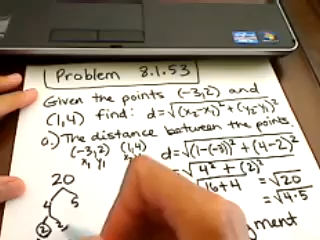 Problem 8.1.53
Given the points (-3,2) and
(1,4) find: d=√(x₂-x₁)²+(y₂-y₁)²
a.) The distance between the points
(-3,2) (1,4) d=√(1-(-3))²+(4-2)²
x₁ y₁
=√4²+(2)²
√16+4 =√20
=√4·5
20
5
2